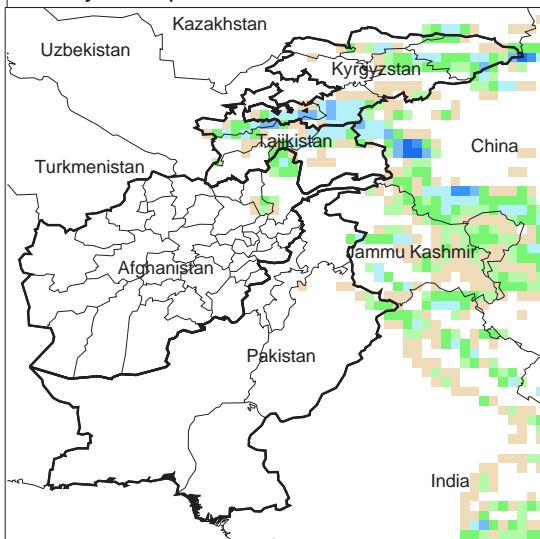 Kazakhstan
Uzbekistan
Kyrgyzstan
Tajikistan
China
Turkmenistan
Jammu Kashmir
Afghanistan
Pakistan
India